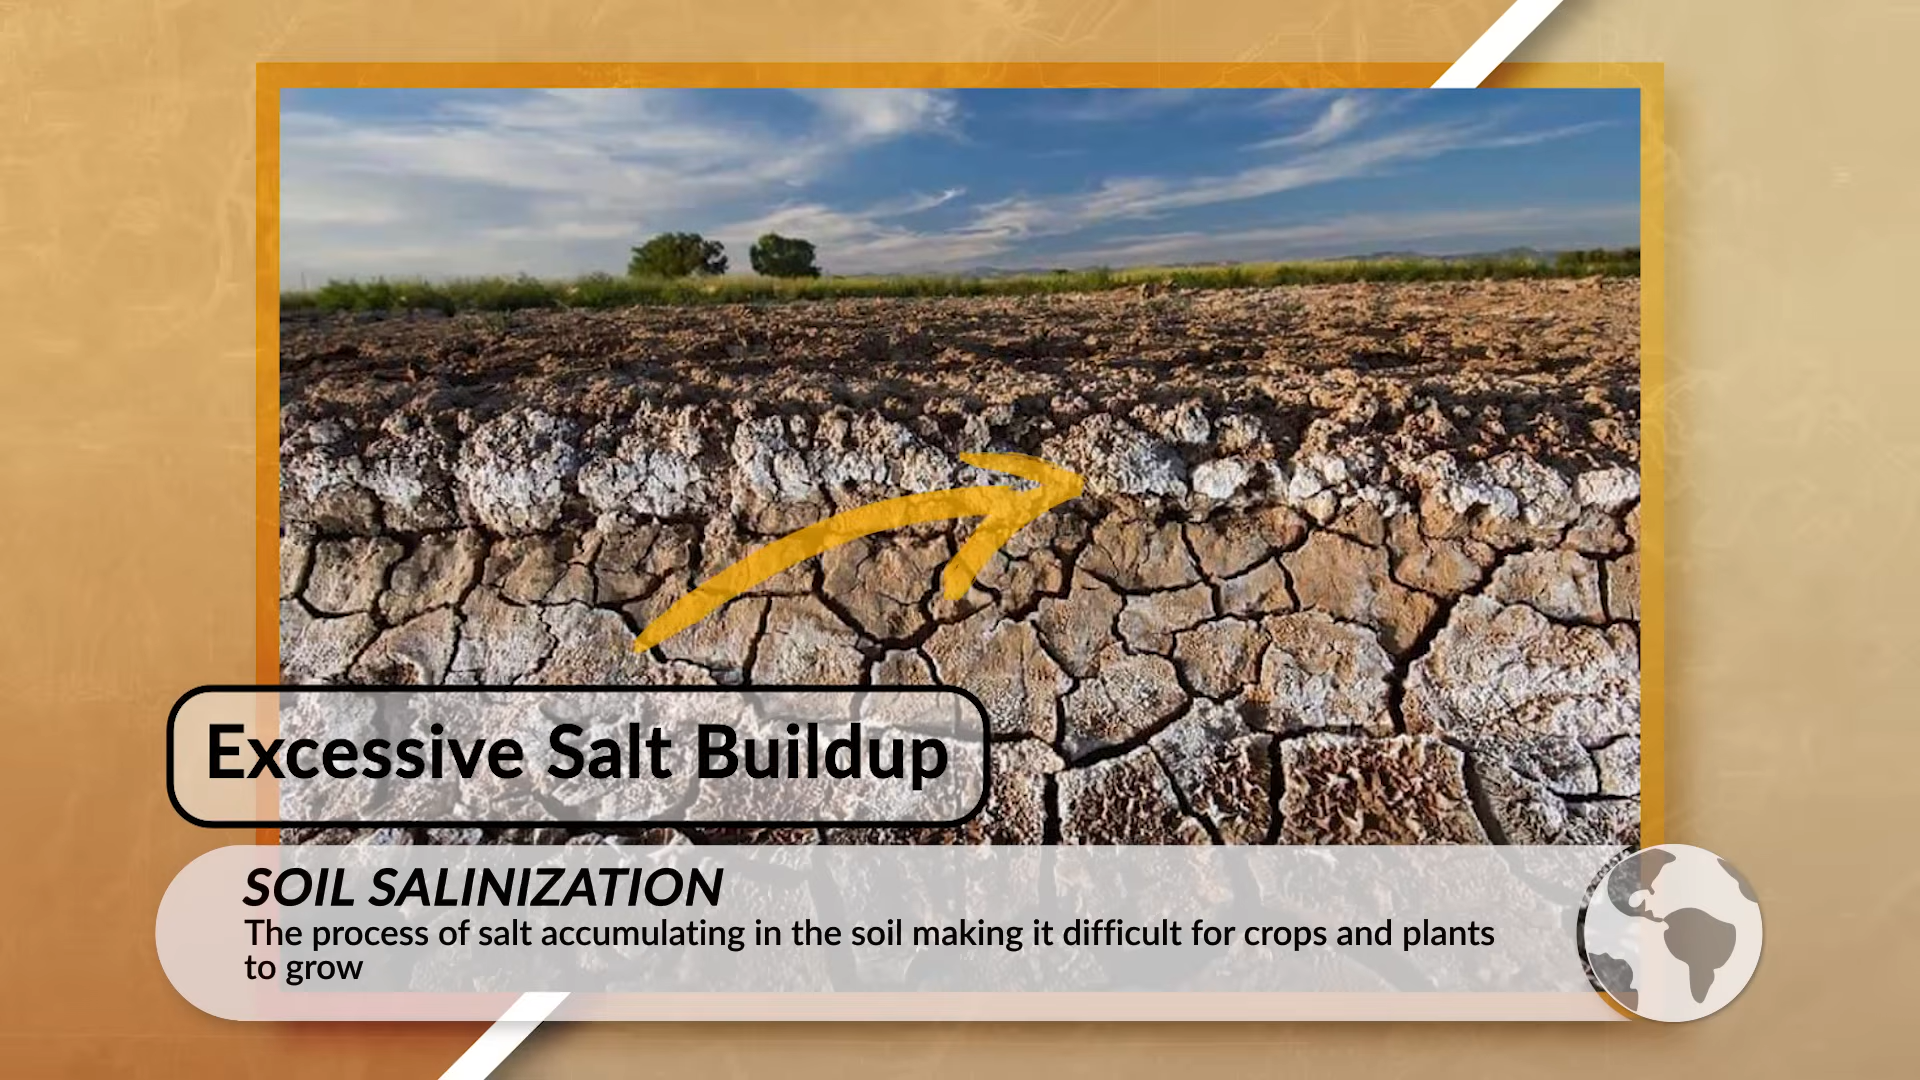 Excessive Salt Buildup
SOIL SALINIZATION
The process of salt accumulating in the soil making it difficult for crops and plants
to grow